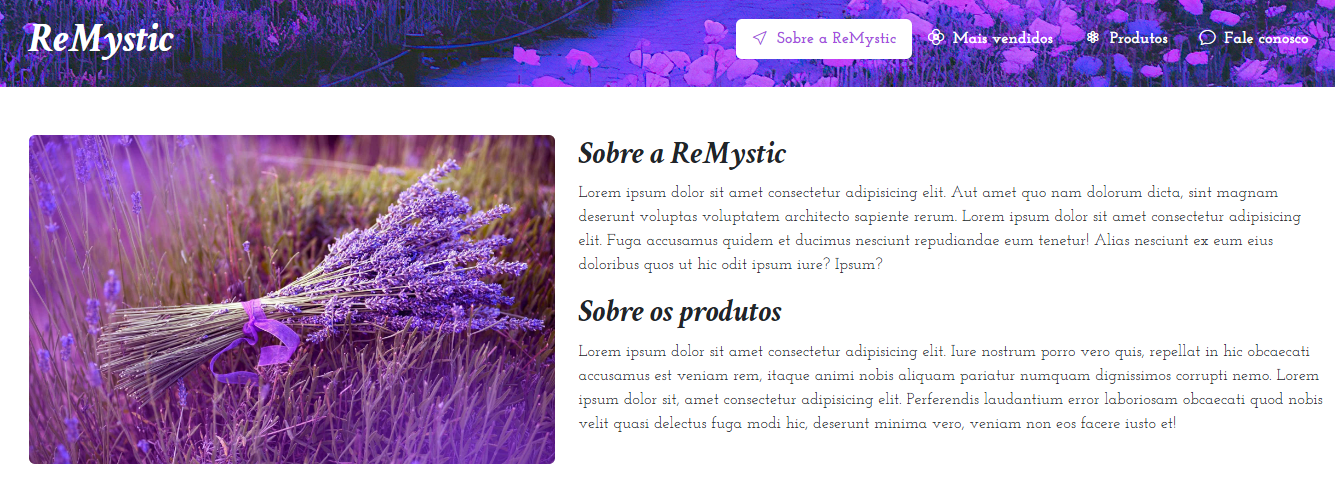 ReMystic
Sobre a ReMystic
Mais vendidos
Produtos
Fale conosco
Sobre a ReMystic
Lorem ipsum dolor sit amet consectetur adipisicing elit. Aut amet quo nam dolorum dicta, sint magnam
deserunt voluptas voluptatem architecto sapiente rerum. Lorem ipsum dolor sit amet consectetur adipisicing
elit. Fuga accusamus quidem et ducimus nesciunt repudiandae eum tenetur! Alias nesciunt ex eum eius
doloribus quos ut hic odit ipsum iure? Ipsum?
Sobre os produtos
Lorem ipsum dolor sit amet consectetur adipisicing elit. Iure nostrum porro vero quis, repellat in hic obcaecati
accusamus est veniam rem, itaque animi nobis aliquam pariatur numquam dignissimos corrupti nemo. Lorem
ipsum dolor sit, amet consectetur adipisicing elit. Perferendis laudantium error laboriosam obcaecati quod nobis
velit quasi delectus fuga modi hic, deserunt minima vero, veniam non eos facere iusto et!